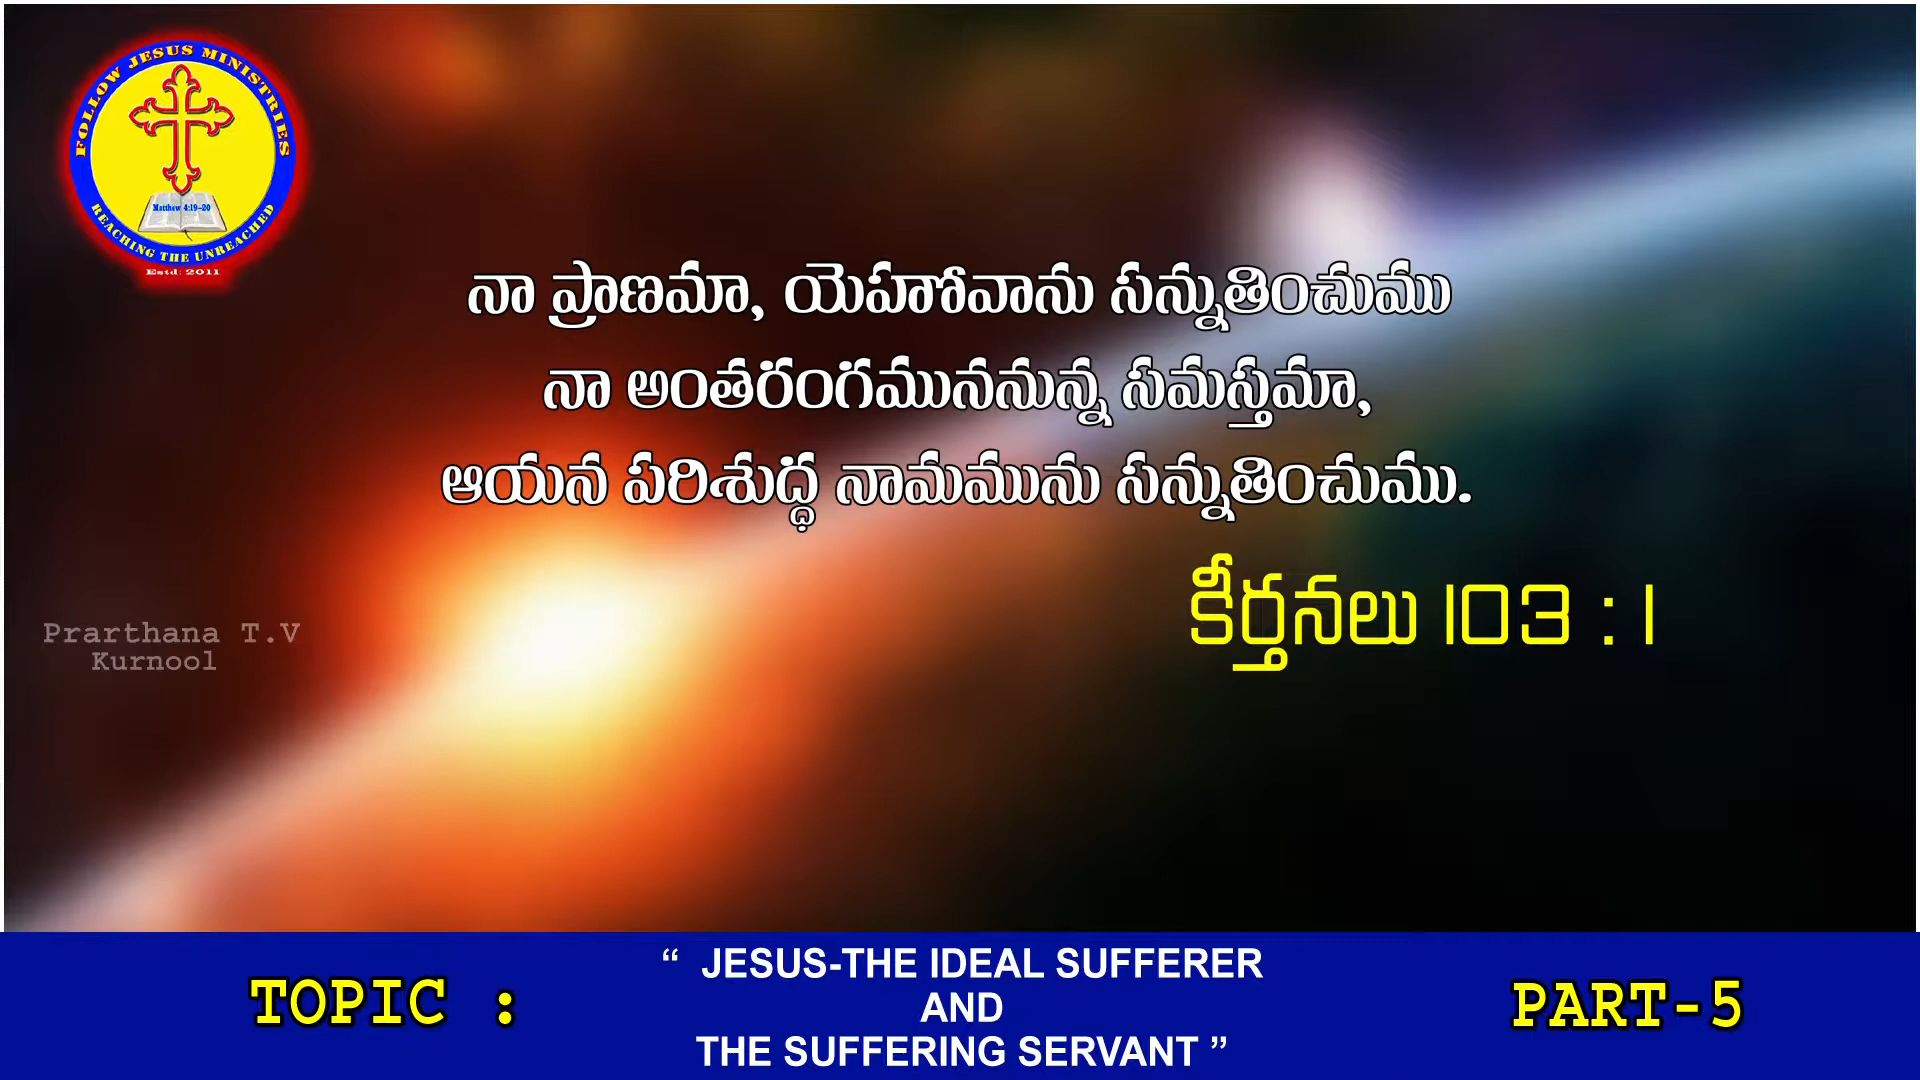 FOLLOW JESUS MINISTRIES
Matthew 4:19-20
REACHING THE UNREACHED
Estd: 2011
నా ప్రాణమా, యెహోవాను సన్నుతించుము
నా అంతరంగముననున్న సమస్తమా,
ఆయన పరిశుద్ధ నామమును సన్నుతించుము.
కీర్తనలు 103 : 1
Prarthana T.V
Kurnool
TOPIC :
“ JESUS-THE IDEAL SUFFERER
AND
THE SUFFERING SERVANT ”
PART-5